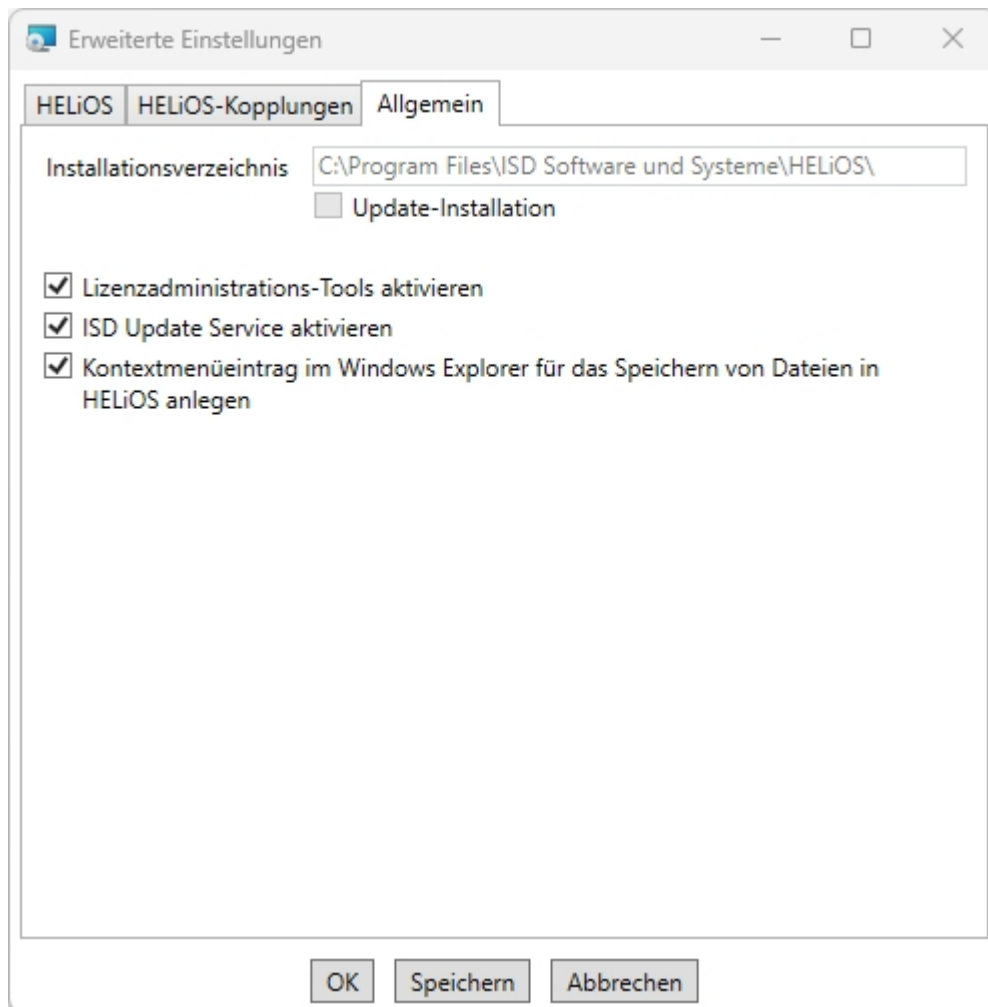 Erweiterte Einstellungen
HELiOS HELiOS-Kopplungen Allgemein
Installationsverzeichnis C:\Program Files\ISD Software und Systeme\HELiOS\
Update-Installation
Lizenzadministrations-Tools aktivieren
ISD Update Service aktivieren
Kontextmenüeintrag im Windows Explorer für das Speichern von Dateien in
HELiOS anlegen
OK Speichern Abbrechen